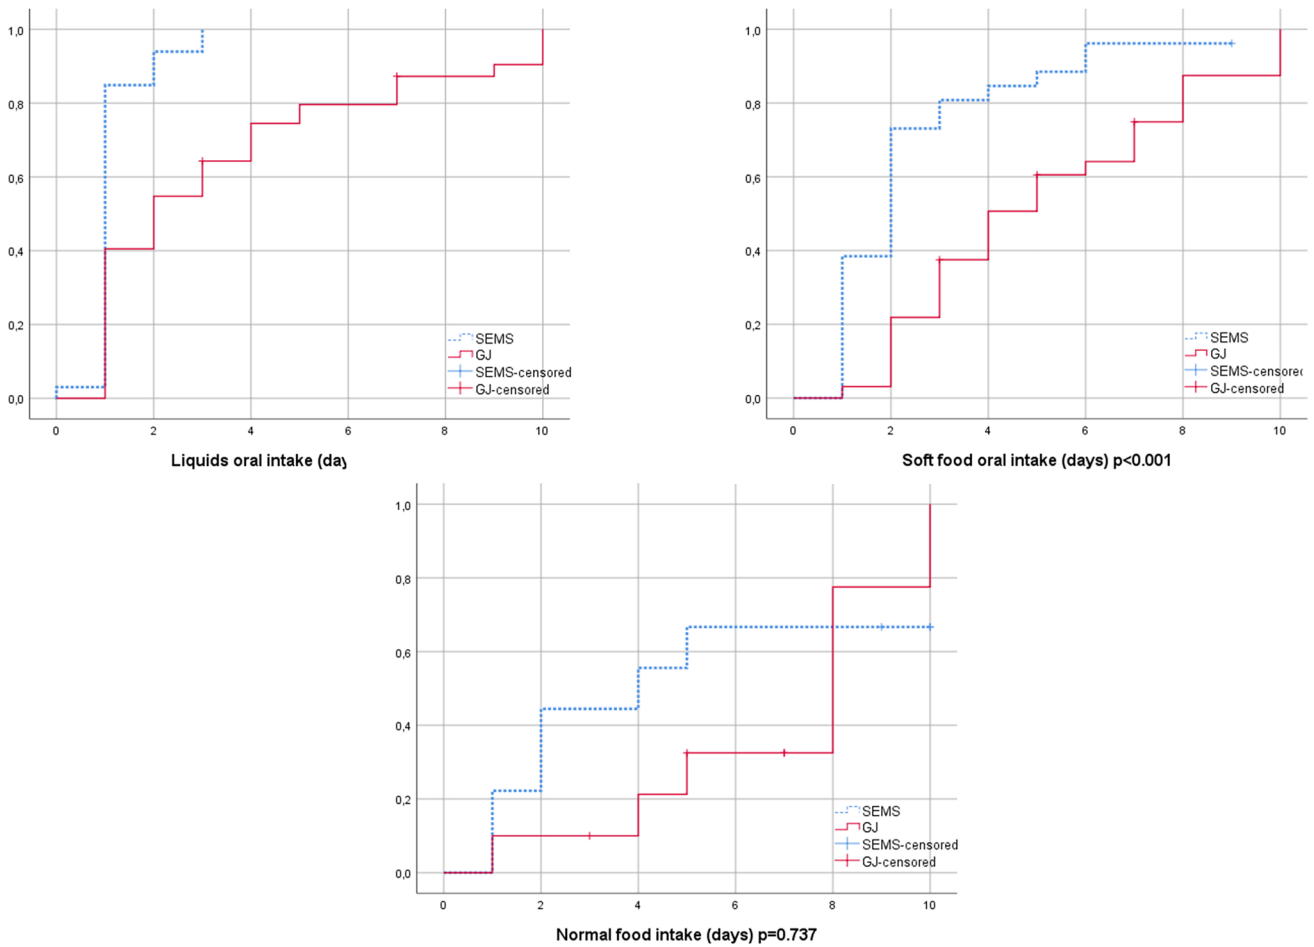 1,0
0,8
0,6
0,4
0,2
0,0
SEMS
GJ
SEMS-censored
GJ-censored
0 2 4 6 8 10
Liquids oral intake (day
1,0
0,8
0,6
0,4
0,2
0,0
SEMS
GJ
SEMS-censored
GJ-censored
0 2 4 6 8 10
Soft food oral intake (days) p<0.001
1,0
0,8
0,6
0,4
0,2
0,0
SEMS
GJ
SEMS-censored
GJ-censored
0 2 4 6 8 10
Normal food intake (days) p=0.737